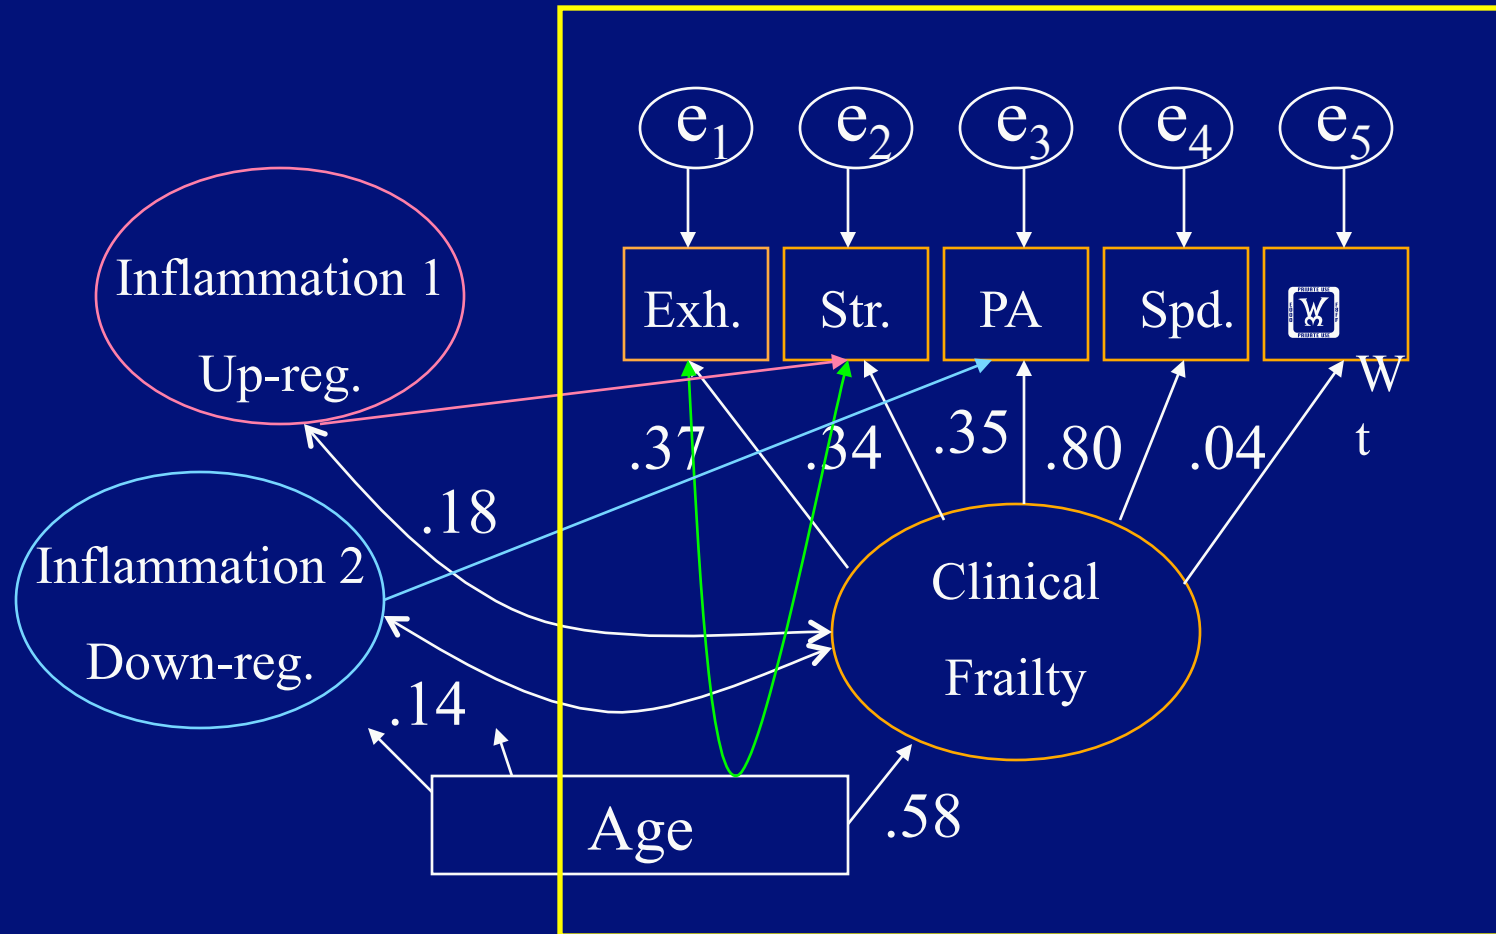 e1 e2 e3 e4 e5
Exh. Str. PA Spd.
W
t
Inflammation 1
Up-reg.
.37 .34 .35 .80 .04
.18
Inflammation 2
Down-reg.
Clinical
Frailty
.14
Age
.58